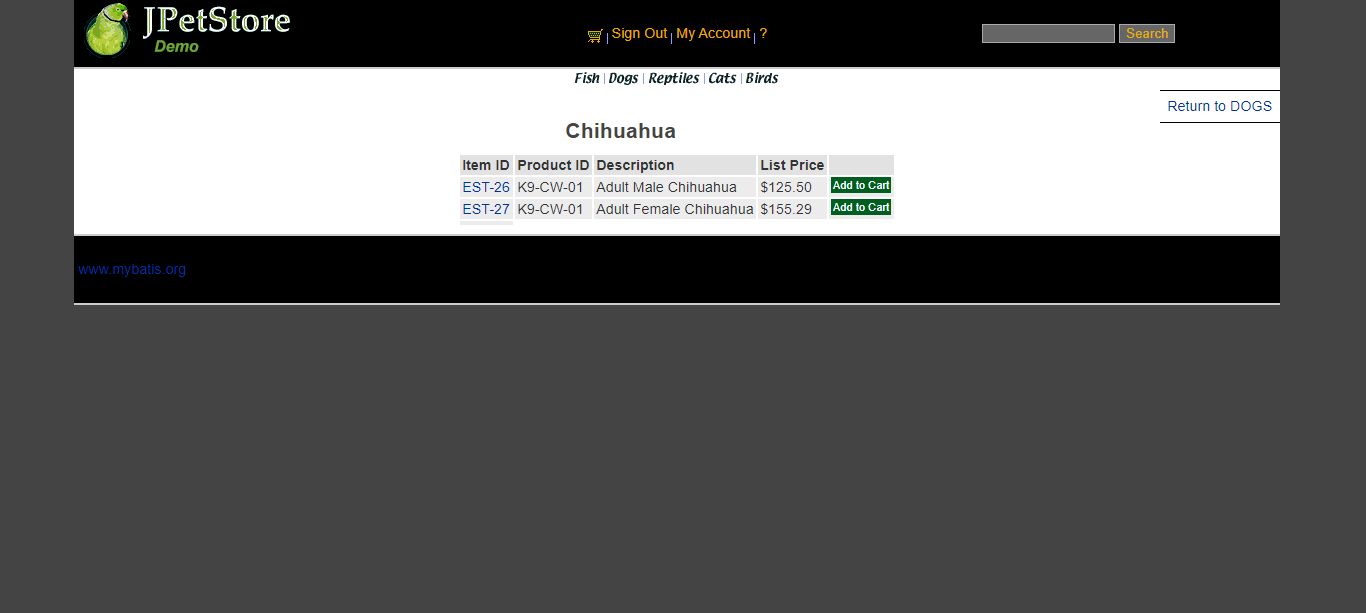 JPetStore
Demo
Sign Out | My Account | ?
Search
Fish | Dogs | Reptiles | Cats | Birds
Return to DOGS
Chihuahua
Item ID Product ID Description List Price
EST-26 K9-CW-01 Adult Male Chihuahua $125.50 Add to Cart
EST-27 K9-CW-01 Adult Female Chihuahua $155.29 Add to Cart
www.mybatis.org